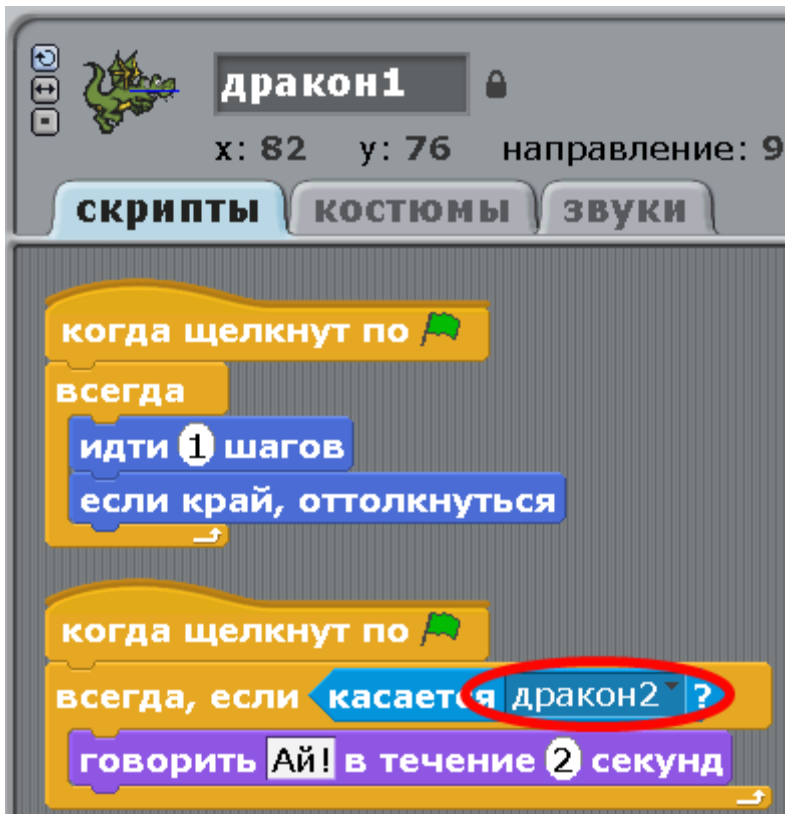 дракон1
x: 82 y: 76 направление: 9
скрипты костюмы звуки
когда щелкнут по
всегда
идти 1 шагов
если край, оттолкнуться
когда щелкнут по
всегда, если касается дракон2 ?
говорить Ай! в течение 2 секунд